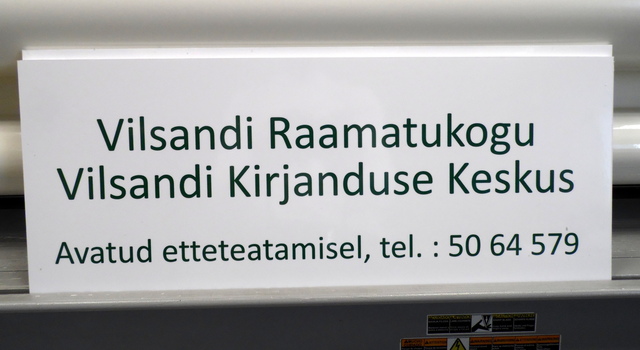 Vilsandi Raamatukogu
Vilsandi Kirjanduse Keskus
Avatud etteteatamisel, tel. : 50 64 579